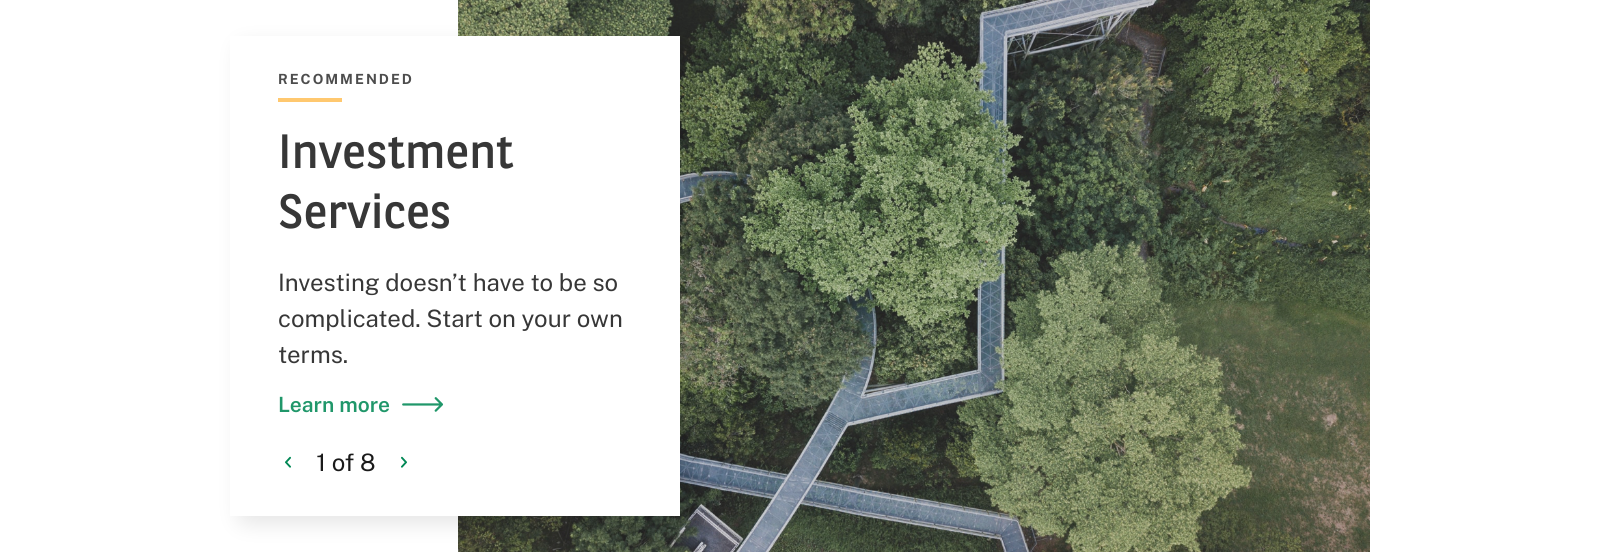 RECOMMENDED
Investment
Services
Investing doesn’t have to be so
complicated. Start on your own
terms.
Learn more
1 of 8